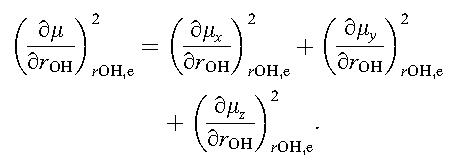 (∂μ/∂r_OH)²_{rOH,e} = (∂μ_x/∂r_OH)²_{rOH,e} + (∂μ_y/∂r_OH)²_{rOH,e}
+ (∂μ_z/∂r_OH)²_{rOH,e}.